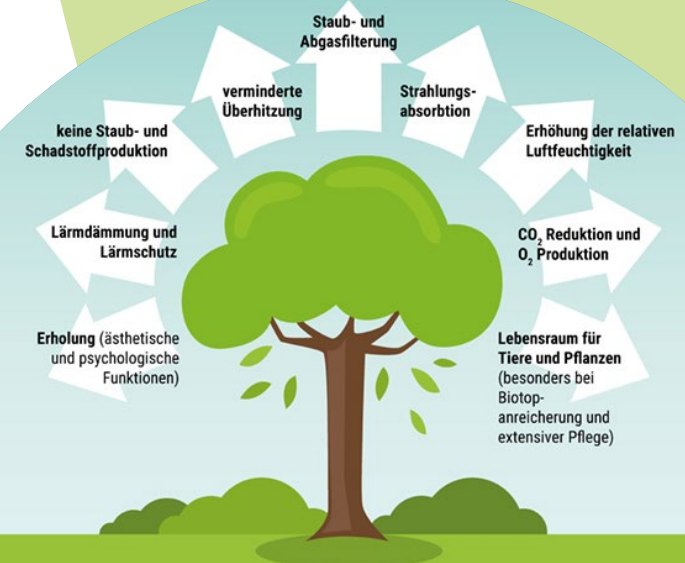 Staub- und
Abgasfilterung
verminderte
Überhitzung
Strahlungs-
absorbtion
keine Staub- und
Schadstoffproduktion
Erhöhung der relativen
Luftfeuchtigkeit
Lärmdämmung und
Lärmschutz
CO₂ Reduktion und
O₂ Produktion
Erholung (ästhetische
und psychologische
Funktionen)
Lebensraum für
Tiere und Pflanzen
(besonders bei
Biotop-
anreicherung und
extensiver Pflege)